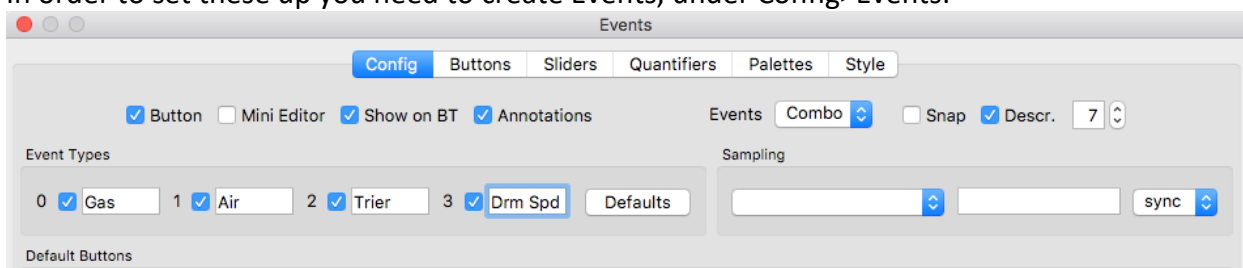 In order to set these up you need to create Events, under Config> Events.
Events
Config Buttons Sliders Quantifiers Palettes Style
Button Mini Editor Show on BT Annotations Events Combo Snap Descr. 7
Event Types Sampling
0 Gas 1 Air 2 Trier 3 Drm Spd Defaults sync
Default Buttons